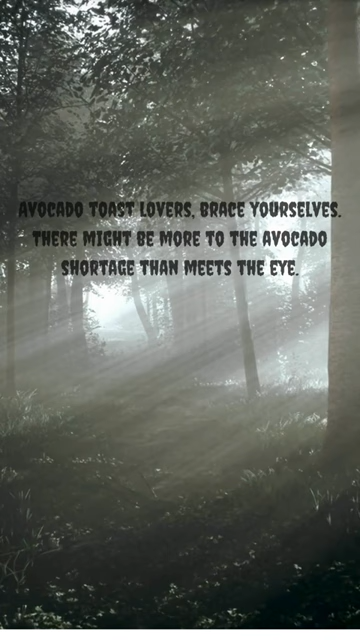 AVOCADO TOAST LOVERS, BRACE YOURSELVES.
THERE MIGHT BE MORE TO THE AVOCADO
SHORTAGE THAN MEETS THE EYE.